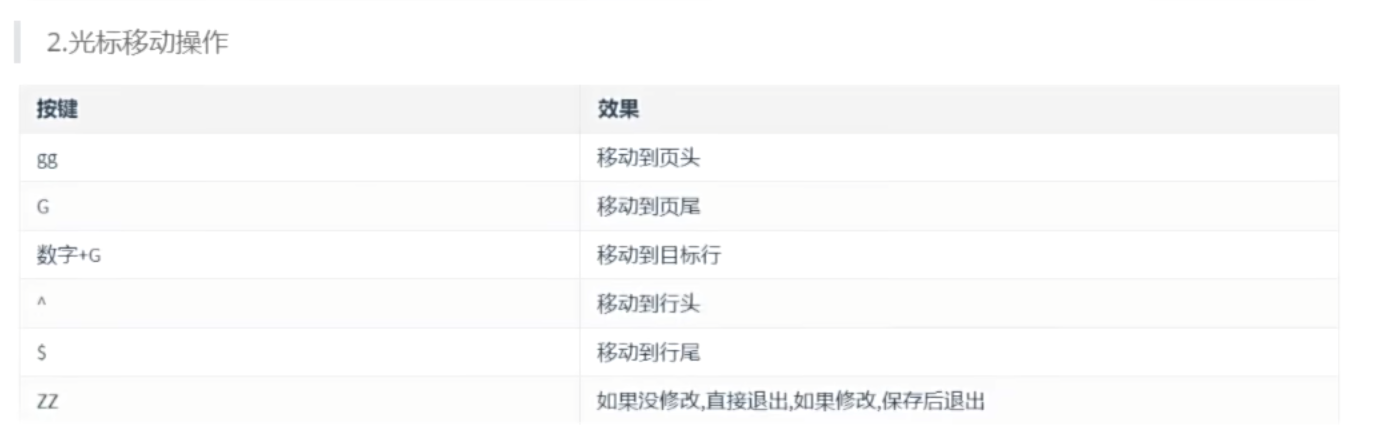 2.光标移动操作
按键 效果
gg 移动到页头
G 移动到页尾
数字+G 移动到目标行
^ 移动到行头
$ 移动到行尾
ZZ 如果没修改,直接退出,如果修改,保存后退出